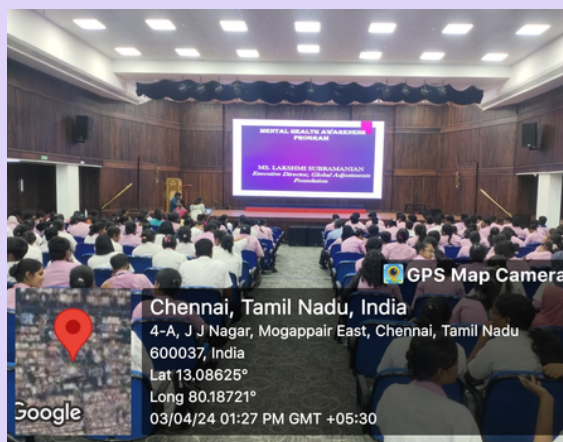 MENTAL HEALTH AWARENESS
PROGRAM
MS. LAKSHMI SUBRAMANIAN
Executive Director, Global Adjustments
Foundation
GPS Map Camera
Chennai, Tamil Nadu, India
4-A, J J Nagar, Mogappair East, Chennai, Tamil Nadu
600037, India
Lat 13.08625°
Long 80.18721°
03/04/24 01:27 PM GMT +05:30
Google